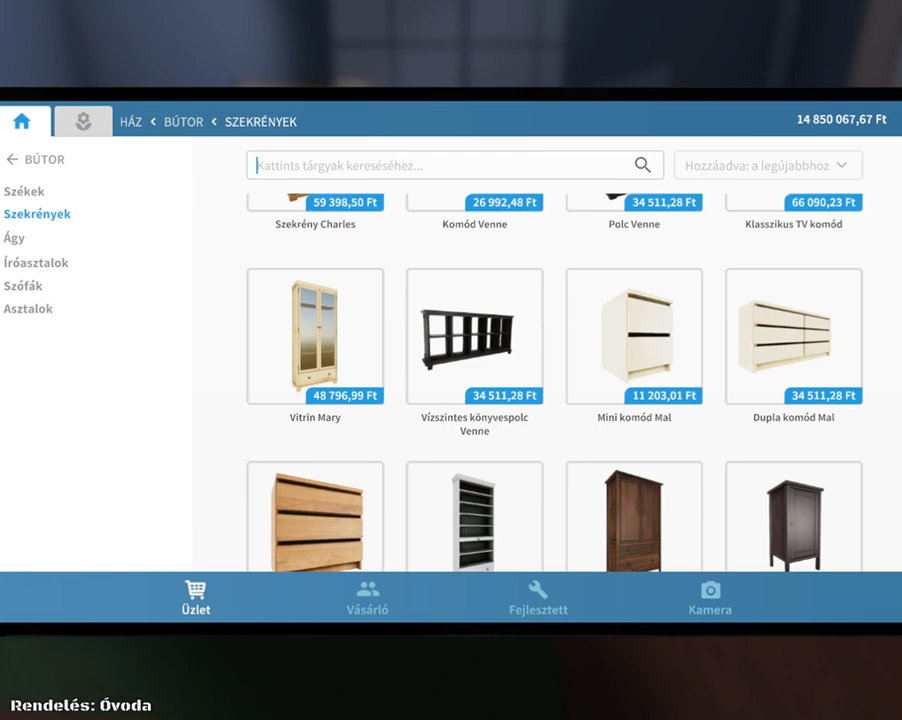 HÁZ < BÚTOR < SZEKRÉNYEK
14 850 067,67 Ft
← BÚTOR
Székek
Szekrények
Ágy
Íróasztalok
Szófák
Asztalok
Kattints tárgyak kereséséhez...
Hozzáadva: a legújabbhoz
59 398,50 Ft
26 992,48 Ft
34 511,28 Ft
66 090,23 Ft
Szekrény Charles
Komód Venne
Polc Venne
Klasszikus TV komód
48 796,99 Ft
34 511,28 Ft
11 203,01 Ft
34 511,28 Ft
Vitrin Mary
Vízszintes könyvespolc
Venne
Mini komód Mal
Dupla komód Mal
Üzlet
Vásárló
Fejlesztett
Kamera
Rendelés: Óvoda